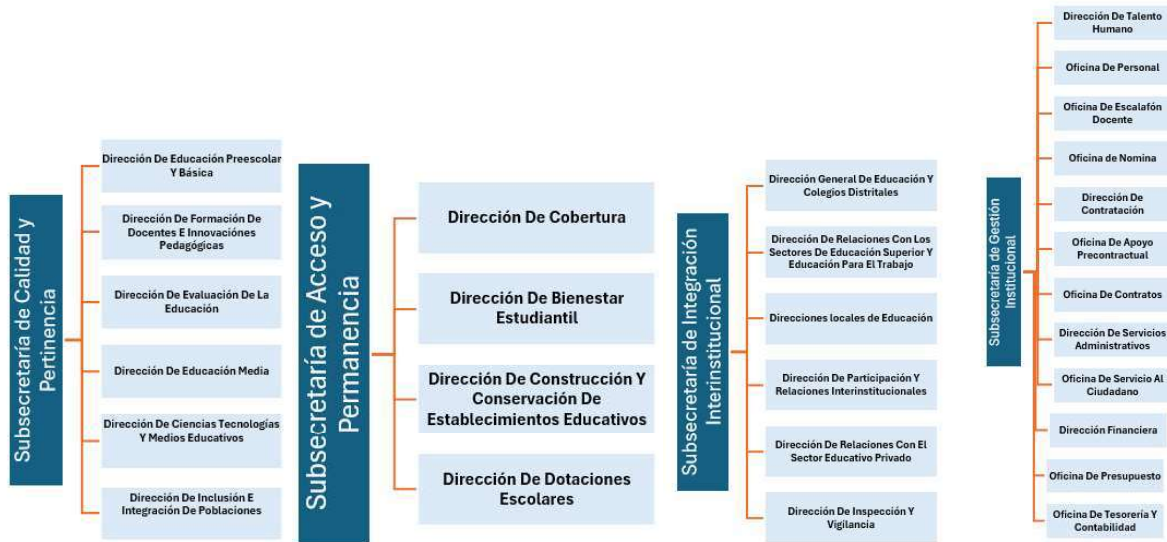 Subsecretaría de Calidad y
Pertinencia
Dirección De Educación Preescolar
Y Básica
Dirección De Formación De
Docentes E Innovaciónes
Pedagógicas
Dirección De Evaluación De La
Educación
Dirección De Educación Media
Dirección De Ciencias Tecnologías
Y Medios Educativos
Dirección De Inclusión E
Integración De Poblaciones
Subsecretaría de Acceso y
Permanencia
Dirección De Cobertura
Dirección De Bienestar
Estudiantil
Dirección De Construcción Y
Conservación De
Establecimientos Educativos
Dirección De Dotaciones
Escolares
Subsecretaría de Integración
Interinstitucional
Dirección General De Educación Y
Colegios Distritales
Dirección De Relaciones Con Los
Sectores De Educación Superior Y
Educación Para El Trabajo
Direcciones locales de Educación
Dirección De Participación Y
Relaciones Interinstitucionales
Dirección De Relaciones Con El
Sector Educativo Privado
Dirección De Inspección Y
Vigilancia
Subsecretaría de Gestión
Institucional
Dirección De Talento
Humano
Oficina De Personal
Oficina De Escalafón
Docente
Oficina de Nomina
Dirección De
Contratación
Oficina De Apoyo
Precontractual
Oficina De Contratos
Dirección De Servicios
Administrativos
Oficina De Servicio Al
Ciudadano
Dirección Financiera
Oficina De Presupuesto
Oficina De Tesorería Y
Contabilidad